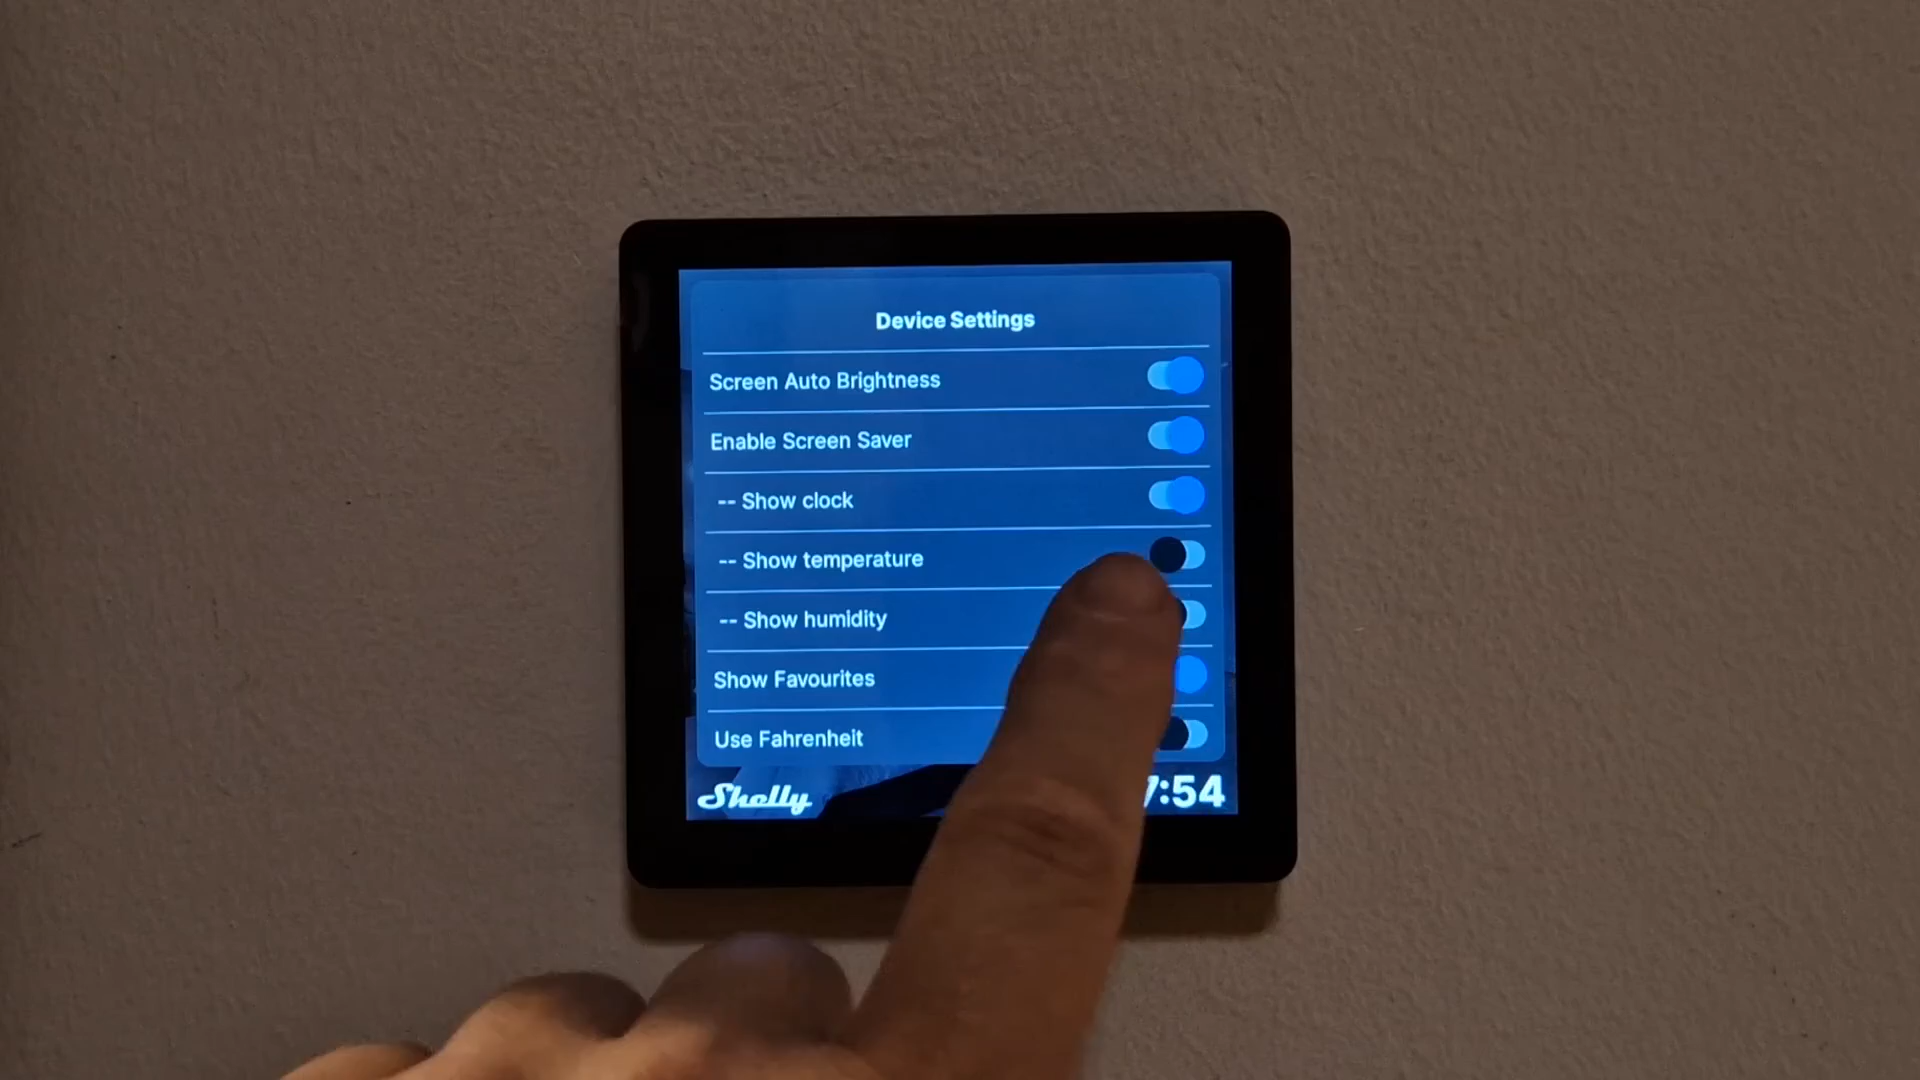 Device Settings
Screen Auto Brightness
Enable Screen Saver
-- Show clock
-- Show temperature
-- Show humidity
Show Favourites
Use Fahrenheit
Shelly
7:54